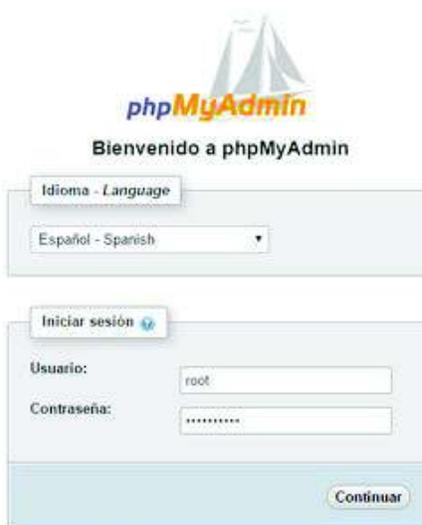 phpMyAdmin
Bienvenido a phpMyAdmin
Idioma - Language
Español - Spanish
Iniciar sesión
Usuario:
root
Contraseña:
••••••••••
Continuar